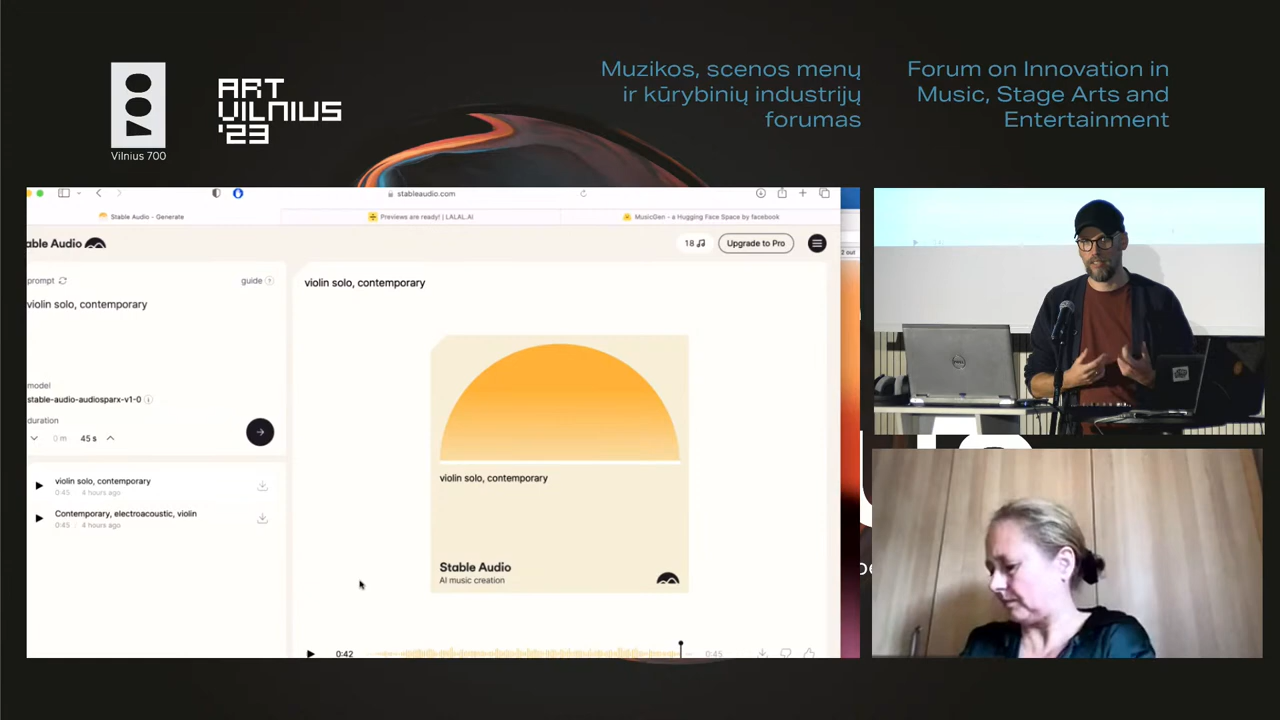 ART
VILNIUS
'23
Vilnius 700
Muzikos, scenos menų
ir kūrybinių industrijų
forumas
Forum on Innovation in
Music, Stage Arts and
Entertainment
stableaudio.com
Stable Audio - Generate
Previews are ready! | LALAL.AI
MusicGen - a Hugging Face Space by facebook
able Audio
18
Upgrade to Pro
2 out
prompt
guide ?
violin solo, contemporary
model
stable-audio-audiosparx-v1-0
duration
0 m 45 s
violin solo, contemporary
0:45 4 hours ago
Contemporary, electroacoustic, violin
0:45 4 hours ago
violin solo, contemporary
violin solo, contemporary
Stable Audio
AI music creation
0:42
0:45
DELL